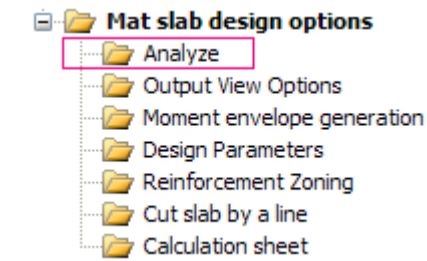 Mat slab design options
Analyze
Output View Options
Moment envelope generation
Design Parameters
Reinforcement Zoning
Cut slab by a line
Calculation sheet